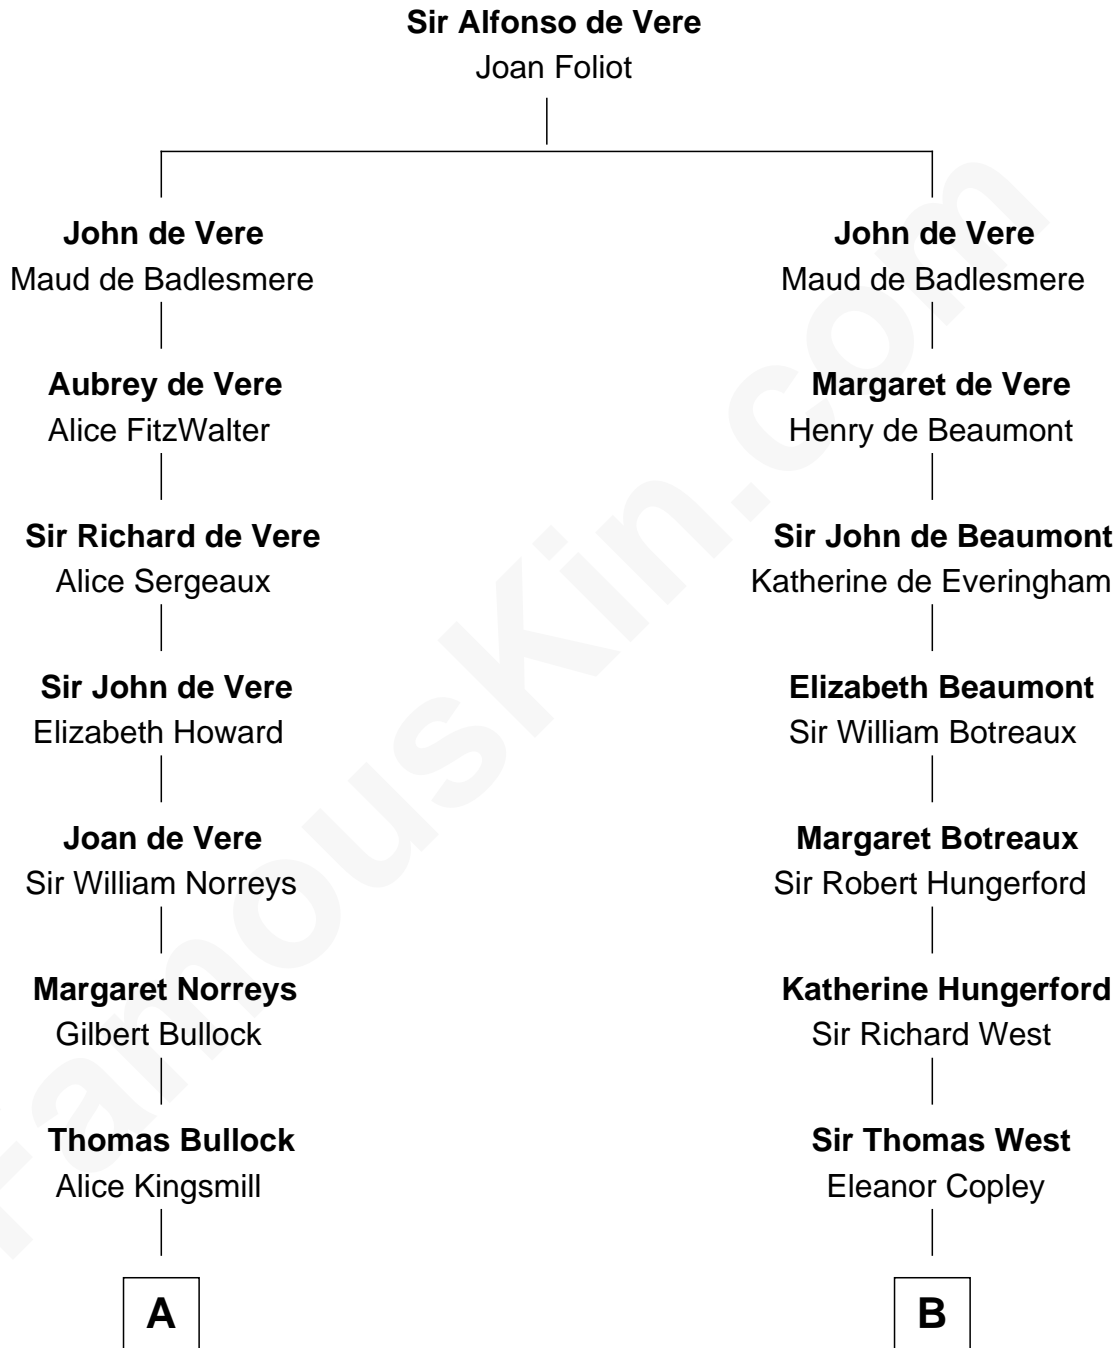 Sir Alfonso de Vere
Joan Foliot
John de Vere
Maud de Badlesmere
John de Vere
Maud de Badlesmere
Aubrey de Vere
Alice FitzWalter
Margaret de Vere
Henry de Beaumont
Sir Richard de Vere
Alice Sergeaux
Sir John de Beaumont
Katherine de Everingham
Sir John de Vere
Elizabeth Howard
Elizabeth Beaumont
Sir William Botreaux
Joan de Vere
Sir William Norreys
Margaret Botreaux
Sir Robert Hungerford
Margaret Norreys
Gilbert Bullock
Katherine Hungerford
Sir Richard West
Thomas Bullock
Alice Kingsmill
Sir Thomas West
Eleanor Copley
A
B
FamousKin.com